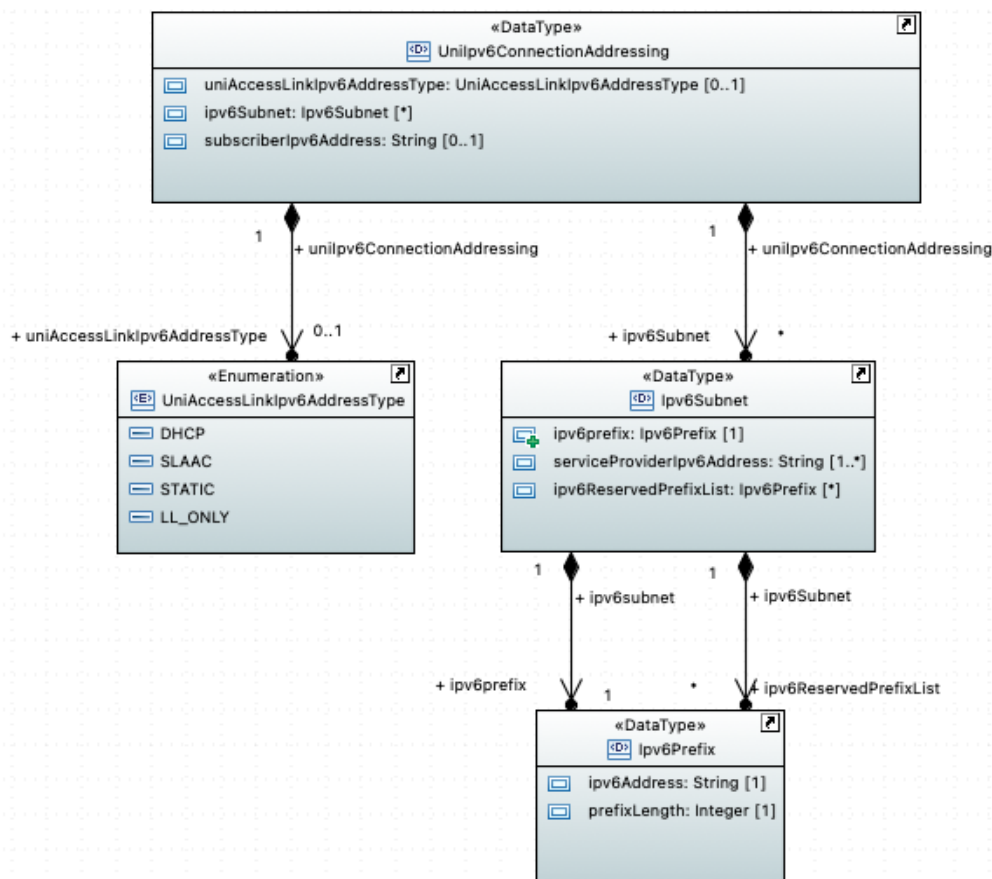 «DataType»
UniIpv6ConnectionAddressing
uniAccessLinkIpv6AddressType: UniAccessLinkIpv6AddressType [0..1]
ipv6Subnet: Ipv6Subnet [*]
subscriberIpv6Address: String [0..1]
1
+ uniIpv6ConnectionAddressing
1
+ uniIpv6ConnectionAddressing
+ uniAccessLinkIpv6AddressType
0..1
+ ipv6Subnet
*
«Enumeration»
<E> UniAccessLinkIpv6AddressType
DHCP
SLAAC
STATIC
LL_ONLY
«DataType»
<D> Ipv6Subnet
ipv6prefix: Ipv6Prefix [1]
serviceProviderIpv6Address: String [1..*]
ipv6ReservedPrefixList: Ipv6Prefix [*]
1
+ ipv6subnet
1
+ ipv6Subnet
+ ipv6prefix
1
*
+ ipv6ReservedPrefixList
«DataType»
<D> Ipv6Prefix
ipv6Address: String [1]
prefixLength: Integer [1]